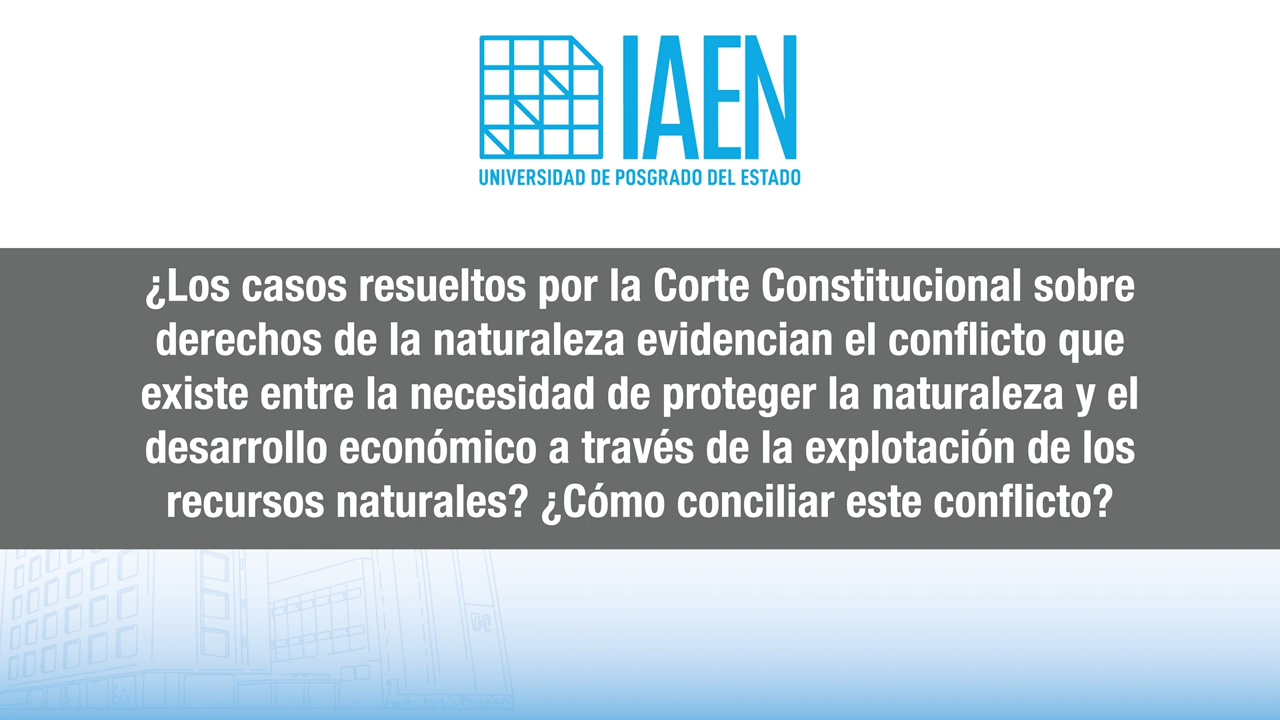 IAEN
UNIVERSIDAD DE POSGRADO DEL ESTADO
¿Los casos resueltos por la Corte Constitucional sobre
derechos de la naturaleza evidencian el conflicto que
existe entre la necesidad de proteger la naturaleza y el
desarrollo económico a través de la explotación de los
recursos naturales? ¿Cómo conciliar este conflicto?